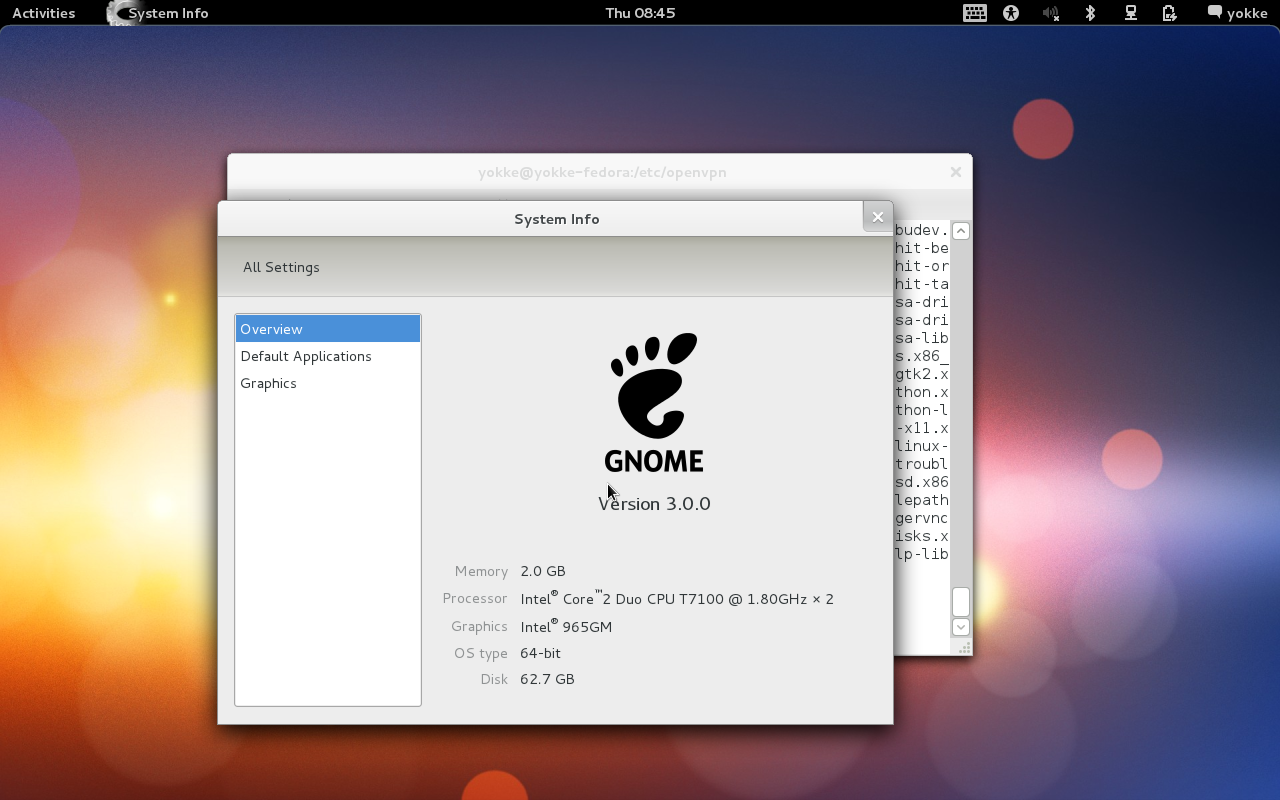 Activities System Info Thu 08:45 yokke
yokke@yokke-fedora:/etc/openvpn
System Info
All Settings
Overview
Default Applications
Graphics
GNOME
Version 3.0.0
Memory 2.0 GB
Processor Intel® Core™2 Duo CPU T7100 @ 1.80GHz × 2
Graphics Intel® 965GM
OS type 64-bit
Disk 62.7 GB
budev.
hit-be
hit-or
hit-ta
sa-dri
sa-dri
sa-lib
s.x86_
gtk2.x
thon.x
thon-l
-x11.x
linux-
troubl
sd.x86
lepath
gervnc
isks.x
lp-lib